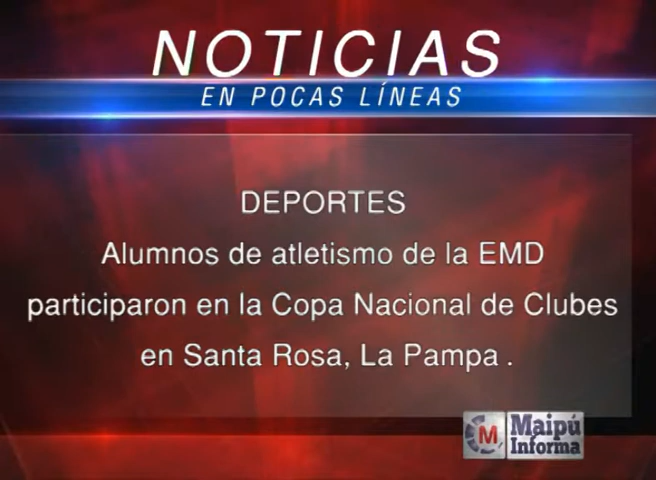 NOTICIAS
EN POCAS LÍNEAS
DEPORTES
Alumnos de atletismo de la EMD
participaron en la Copa Nacional de Clubes
en Santa Rosa, La Pampa .
M Maipú
Informa